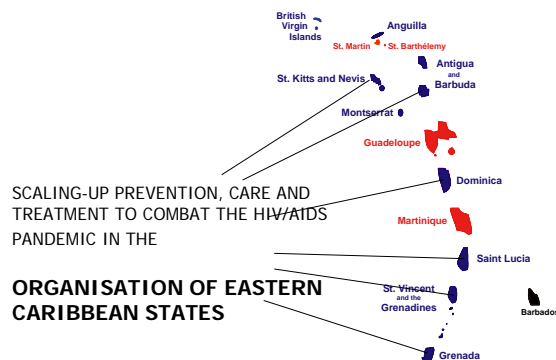 British
Virgin
Islands
Anguilla
St. Martin
St. Barthélemy
Antigua
and
Barbuda
St. Kitts and Nevis
Montserrat
Guadeloupe
SCALING-UP PREVENTION, CARE AND
TREATMENT TO COMBAT THE HIV/AIDS
PANDEMIC IN THE
ORGANISATION OF EASTERN
CARIBBEAN STATES
Dominica
Martinique
Saint Lucia
St. Vincent
and the
Grenadines
Barbados
Grenada